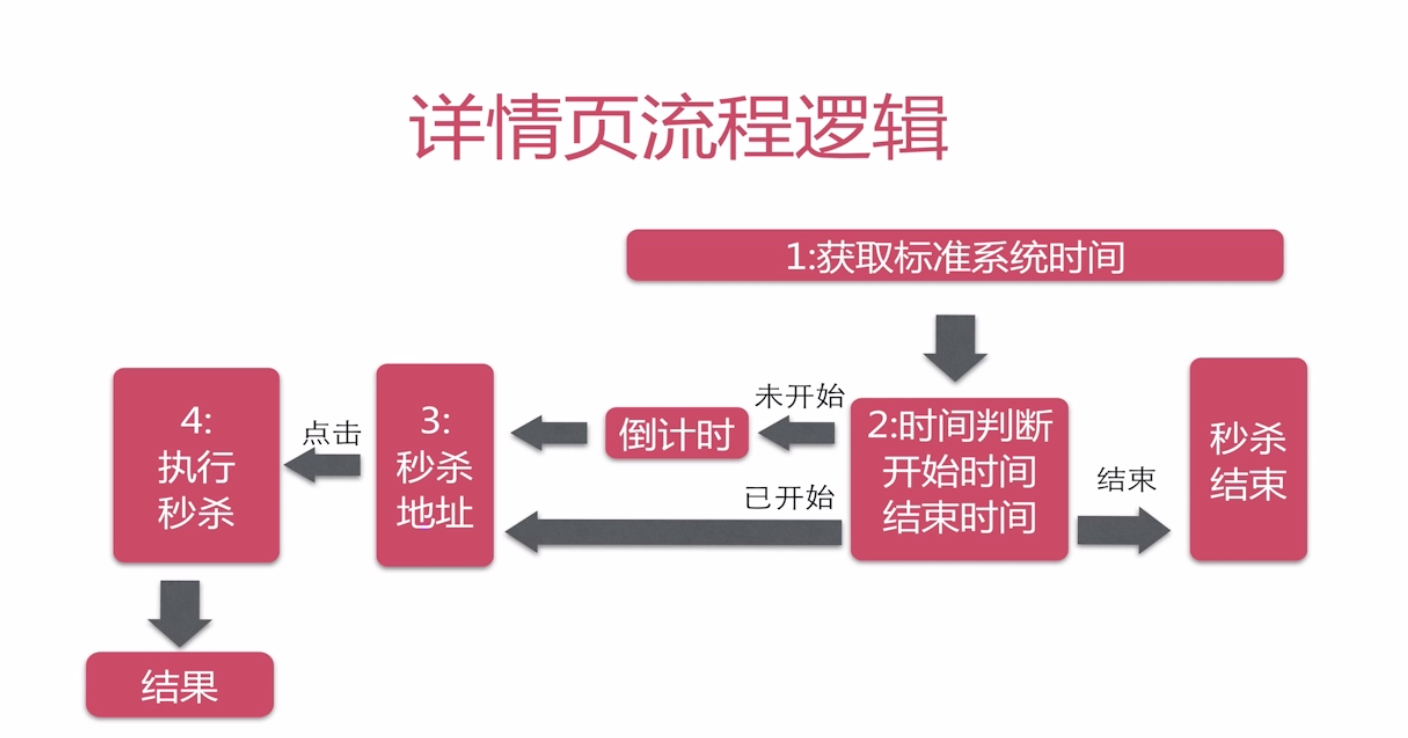 详情页流程逻辑
1:获取标准系统时间
未开始
倒计时
2:时间判断
开始时间
结束时间
已开始
结束
秒杀
结束
3:
秒杀
地址
点击
4:
执行
秒杀
结果